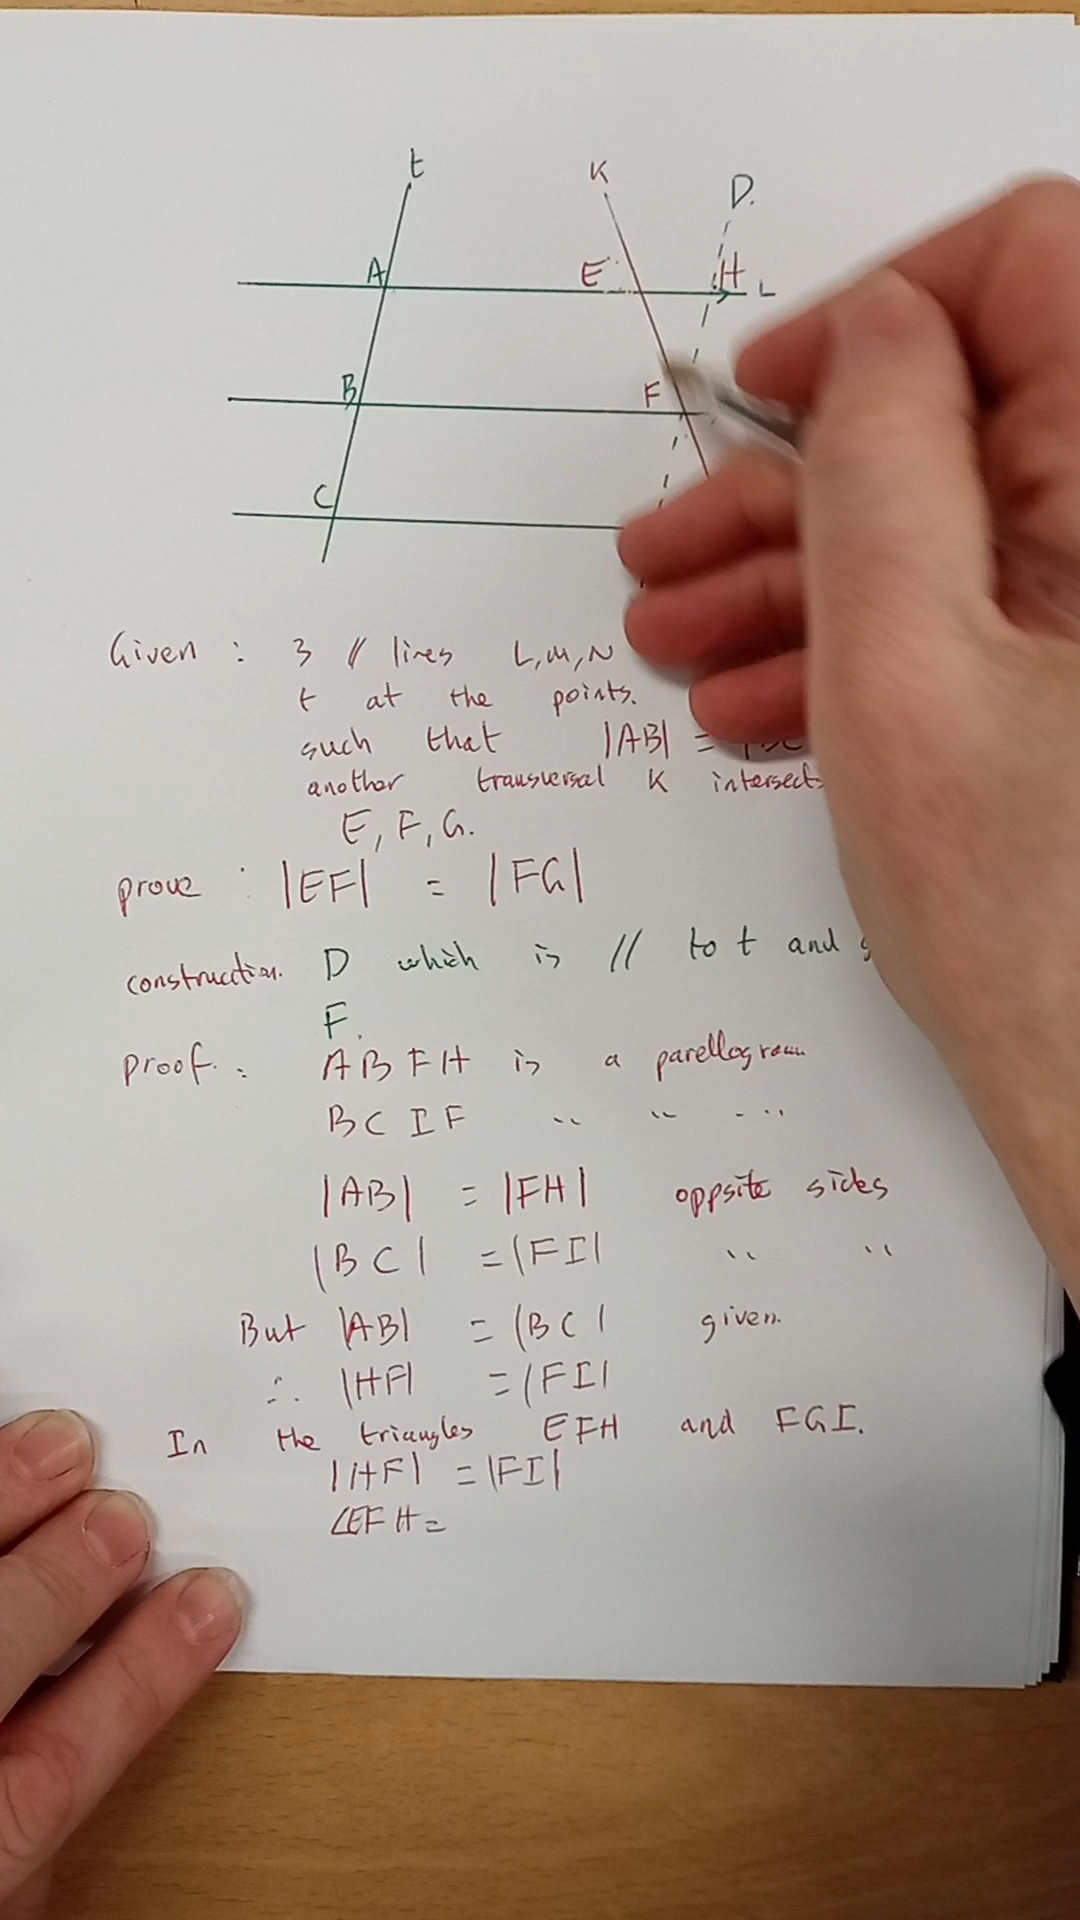 t
K
D.
A
E
H
L
B
F
C
Given : 3 // lines L, M, N
t at the points.
such that |AB| = |BC
another transversal K intersects
E, F, G.
prove : |EF| = |FG|
construction. D which is // to t and
F.
Proof. : ABFH is a parellogram
BCIF " " - "
|AB| = |FH| oppsite sides
|BC| = |FI| " "
But |AB| = |BC| given.
∴ |HF| = |FI|
In the triangles EFH and FGI.
|HF| = |FI|
∠EFH =